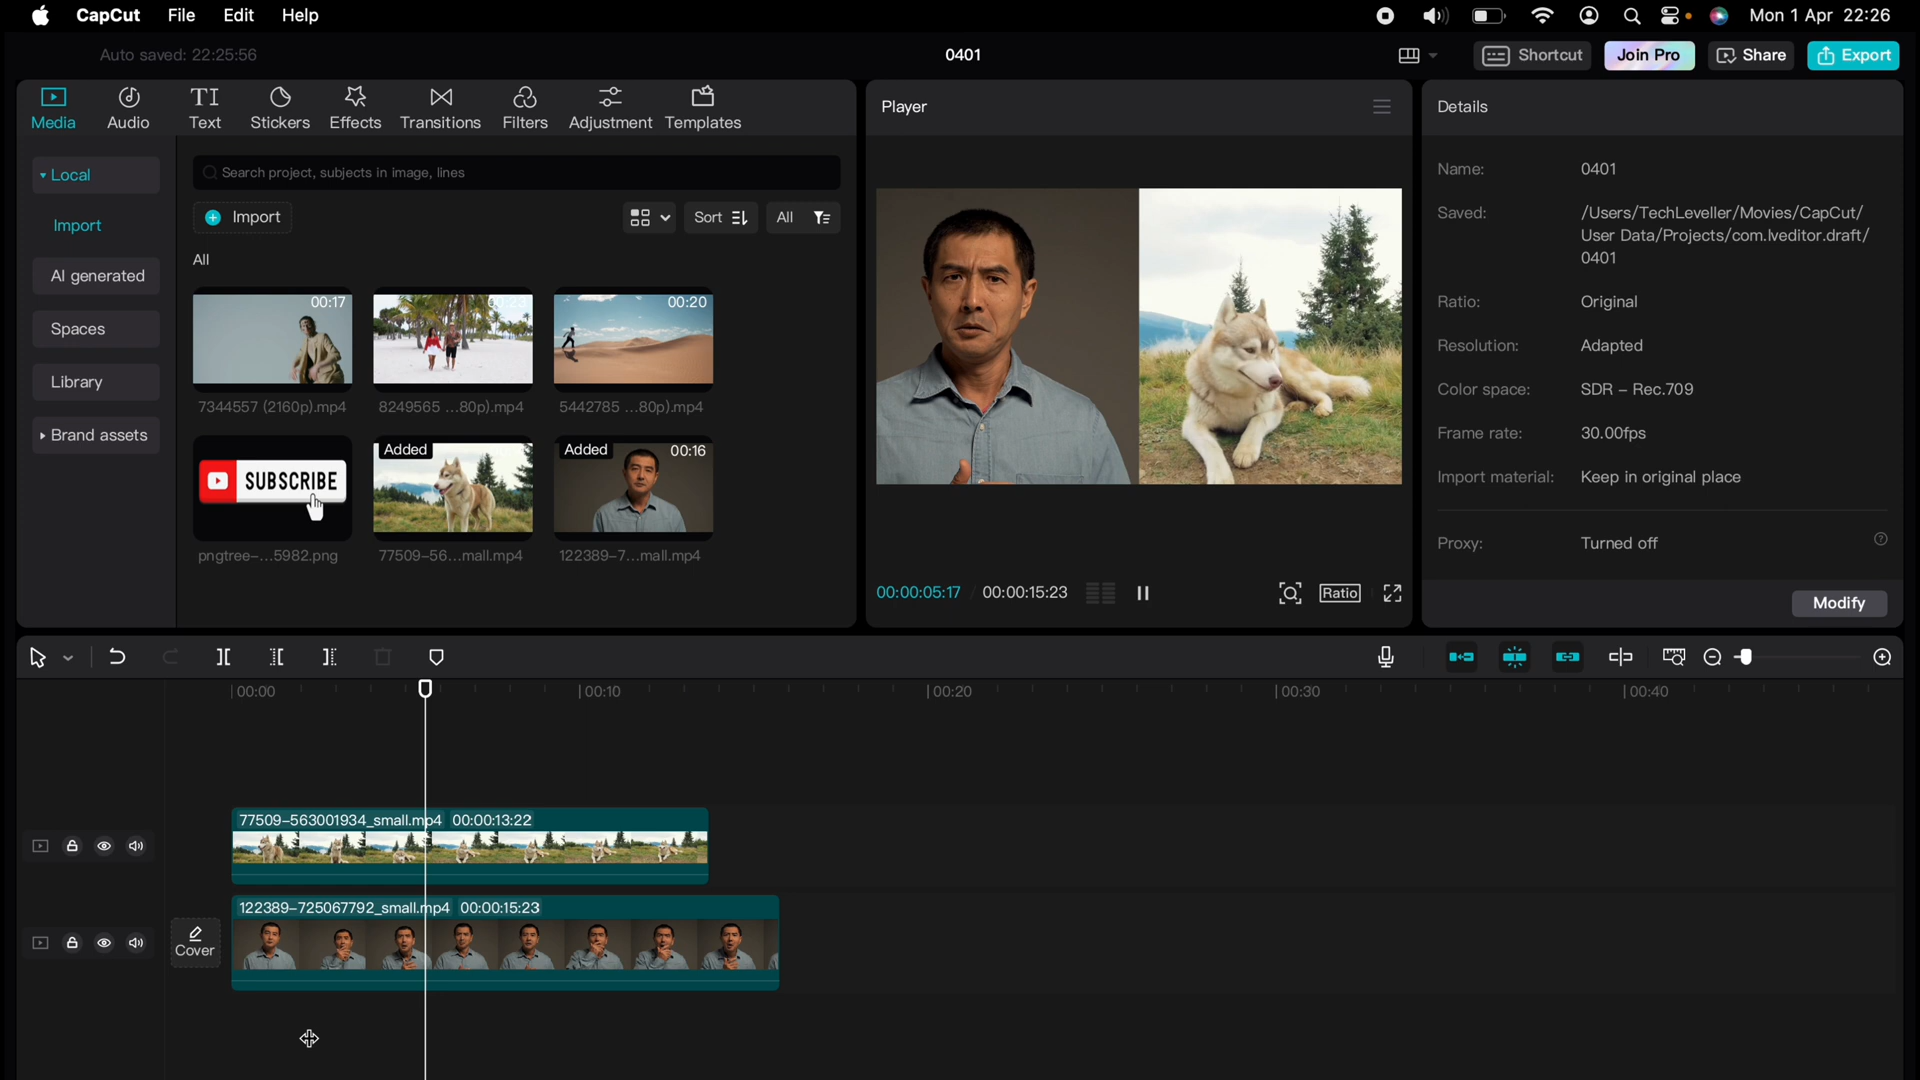 CapCut File Edit Help Mon 1 Apr 22:26
Auto saved: 22:25:56 0401 Shortcut Join Pro Share Export
Media Audio Text Stickers Effects Transitions Filters Adjustment Templates
Local
Import
AI generated
Spaces
Library
Brand assets
Search project, subjects in image, lines
Import Sort All
All
00:17 00:20
7344557 (2160p).mp4 8249565 ...80p).mp4 5442785 ...80p).mp4
SUBSCRIBE Added Added 00:16
pngtree-...5982.png 77509-56...mall.mp4 122389-7...mall.mp4
Player
00:00:05:17 / 00:00:15:23 Ratio
Details
Name: 0401
Saved: /Users/TechLeveller/Movies/CapCut/
User Data/Projects/com.lveditor.draft/
0401
Ratio: Original
Resolution: Adapted
Color space: SDR - Rec.709
Frame rate: 30.00fps
Import material: Keep in original place
Proxy: Turned off
Modify
00:00 00:10 00:20 00:30 00:40
77509-563001934_small.mp4 00:00:13:22
122389-725067792_small.mp4 00:00:15:23
Cover